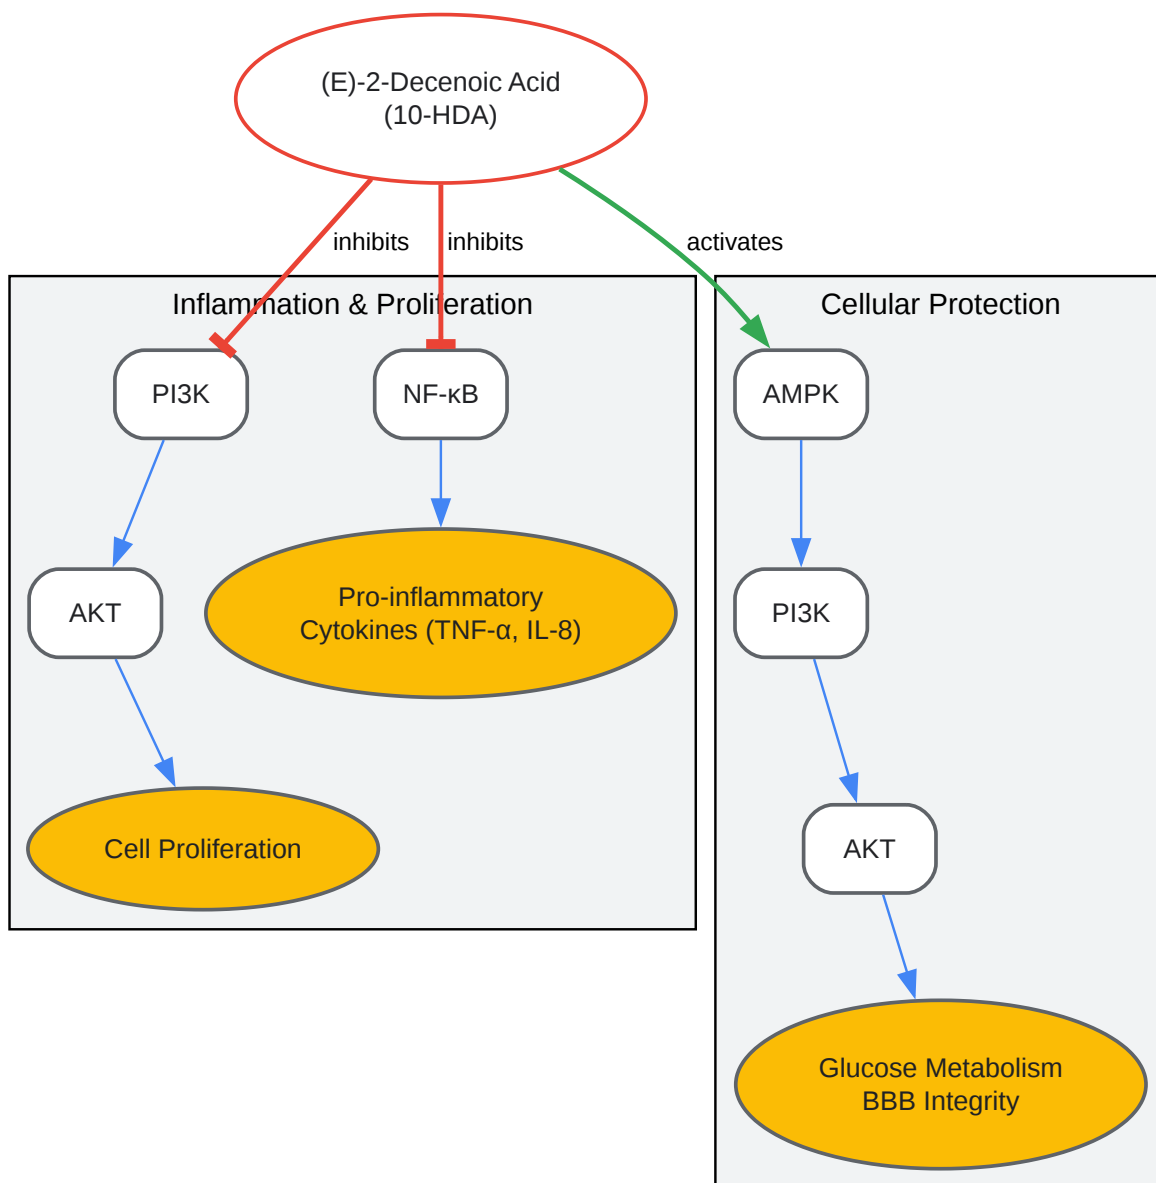 (E)-2-Decenoic Acid
(10-HDA)
inhibits
inhibits
activates
Inflammation & Proliferation
Cellular Protection
PI3K
NF-κB
AMPK
AKT
Pro-inflammatory
Cytokines (TNF-α, IL-8)
PI3K
Cell Proliferation
AKT
Glucose Metabolism
BBB Integrity